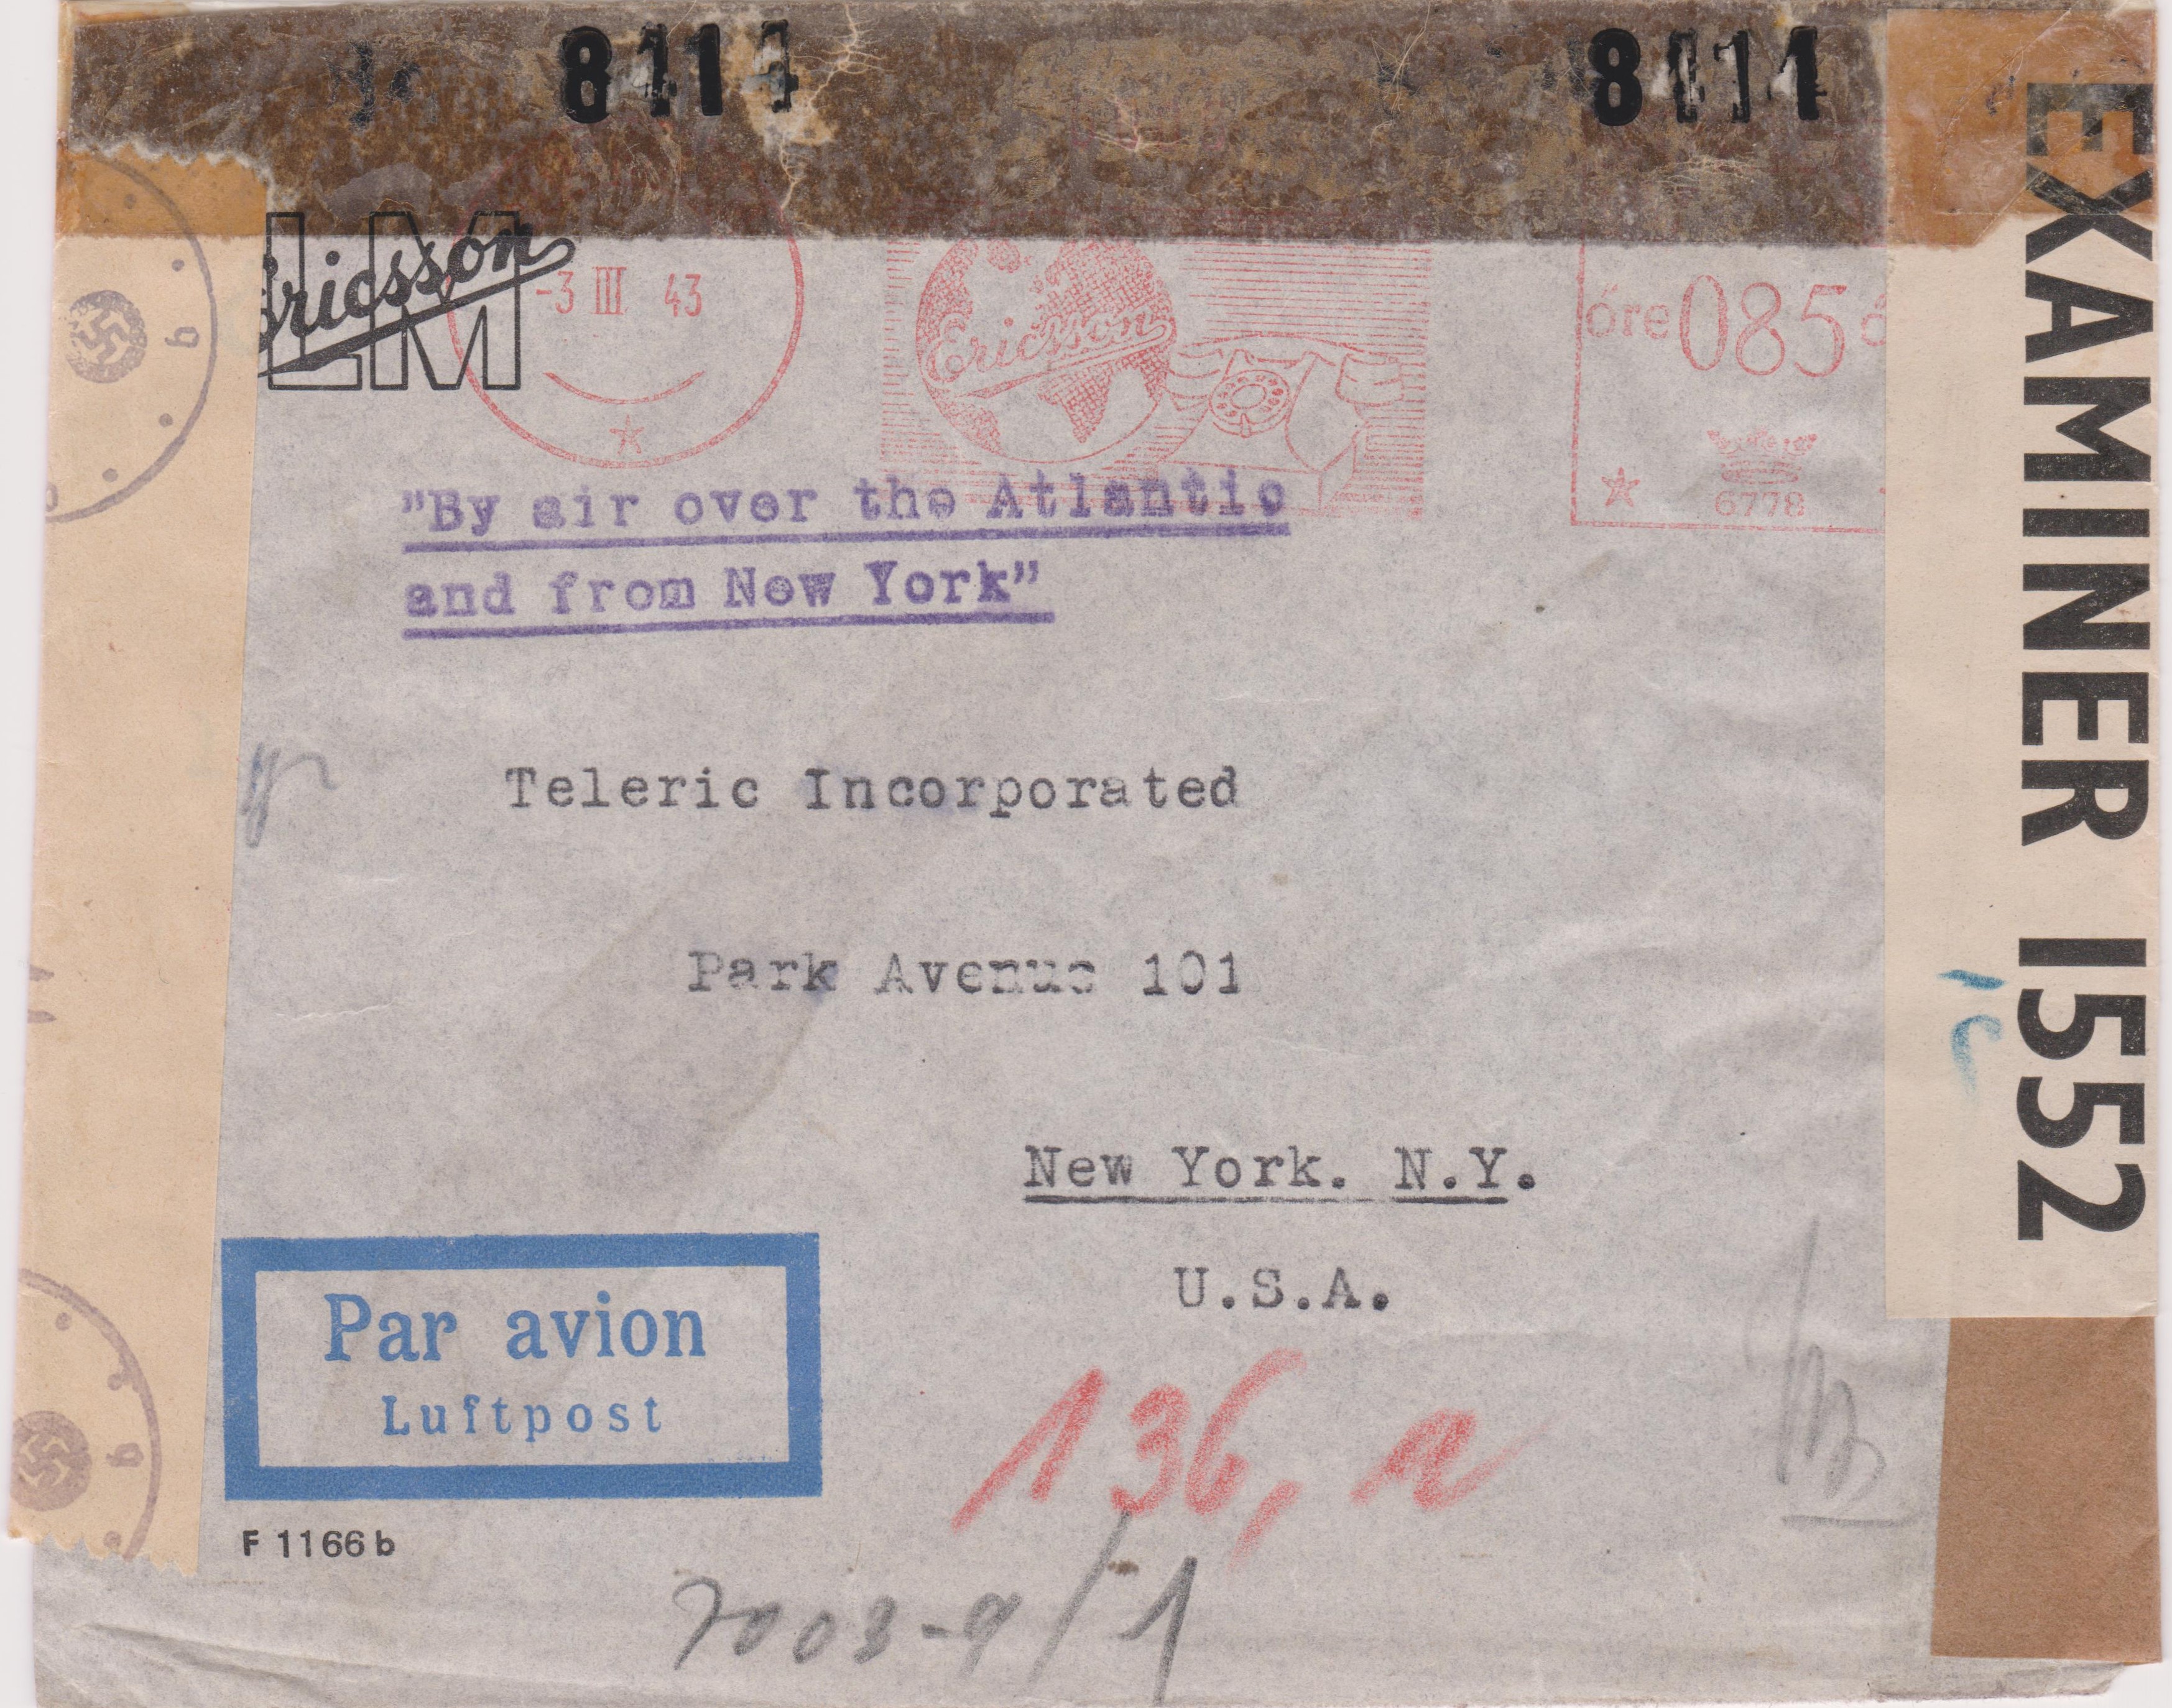 8111
8111
EXAMINER 1552
LM
Ericsson
-3 III 43
Ericsson
öre 085
6778
"By air over the Atlantic
and from New York"
Teleric Incorporated
Park Avenue 101
New York. N.Y.
U.S.A.
Par avion
Luftpost
F 1166 b
b
b
136,
7003-9/1